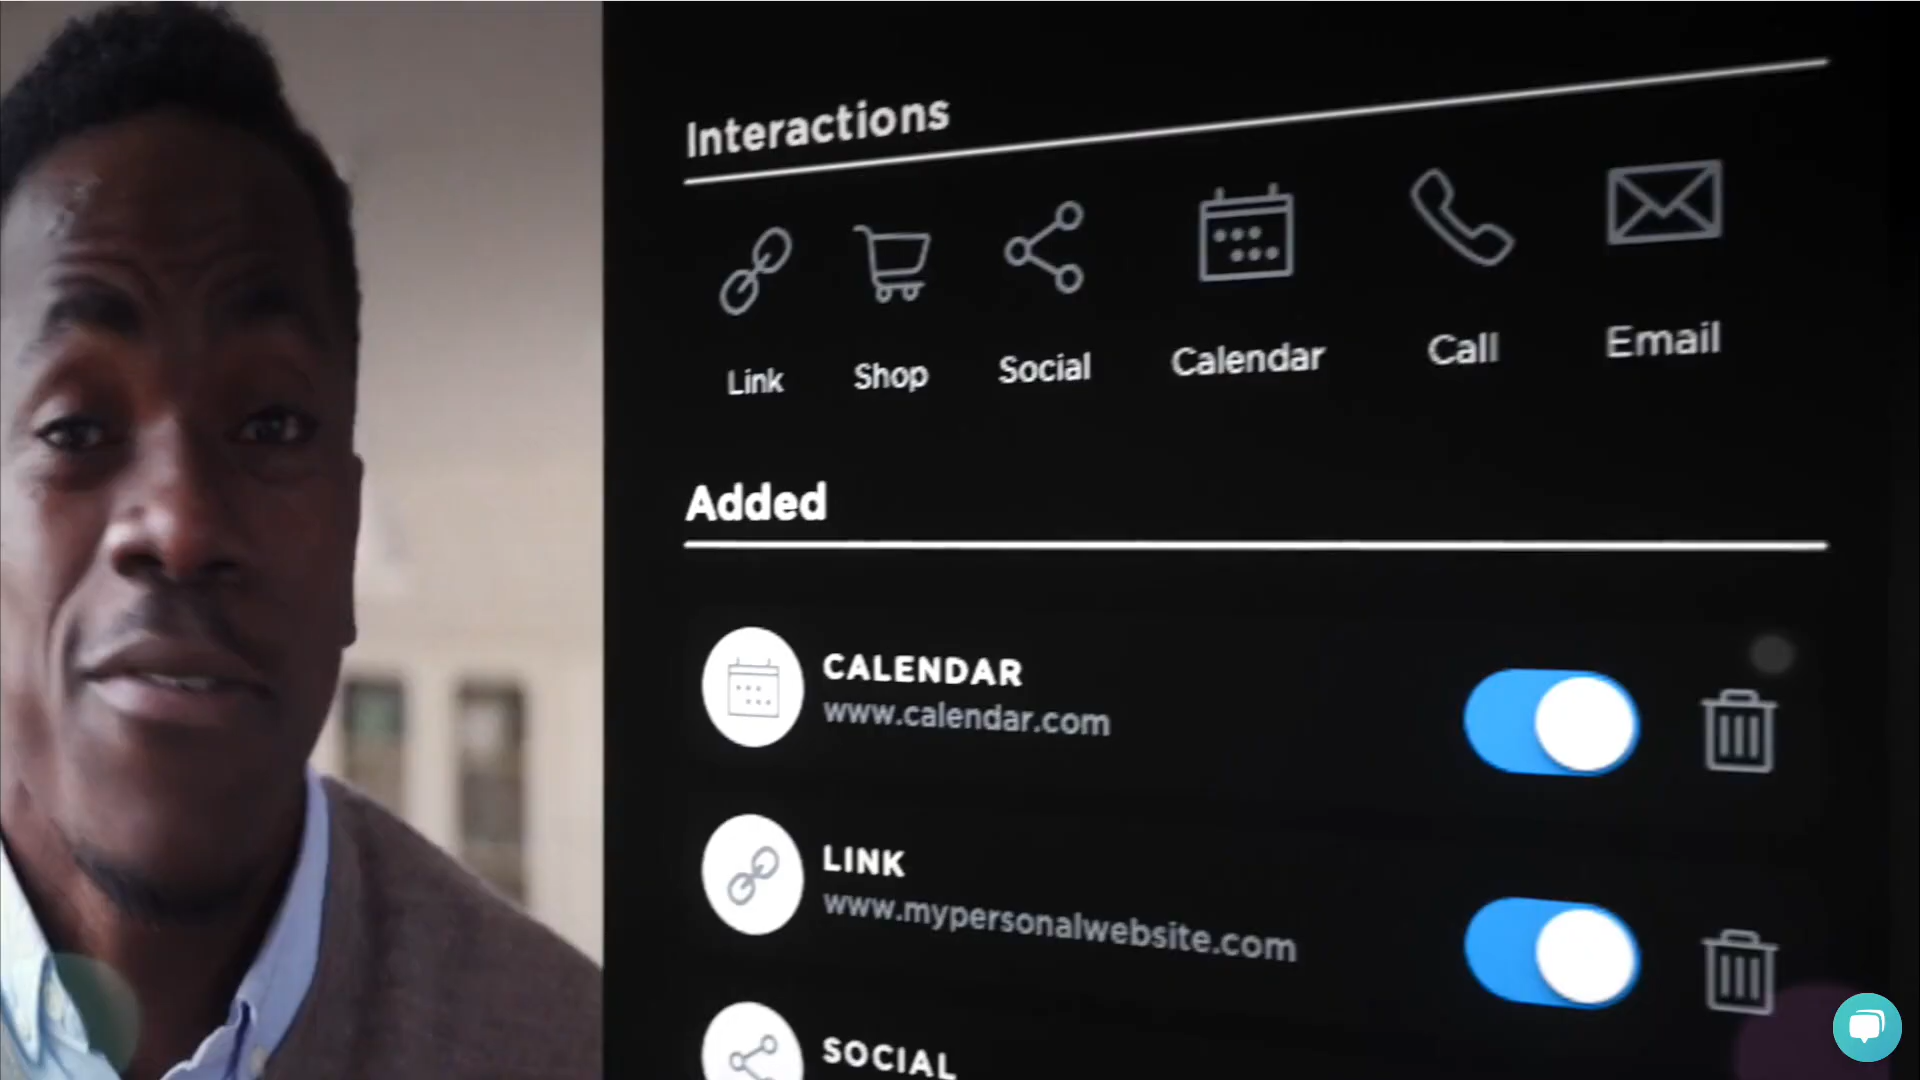 Interactions
Link Shop Social Calendar Call Email
Added
CALENDAR
www.calendar.com
LINK
www.mypersonalwebsite.com
SOCIAL